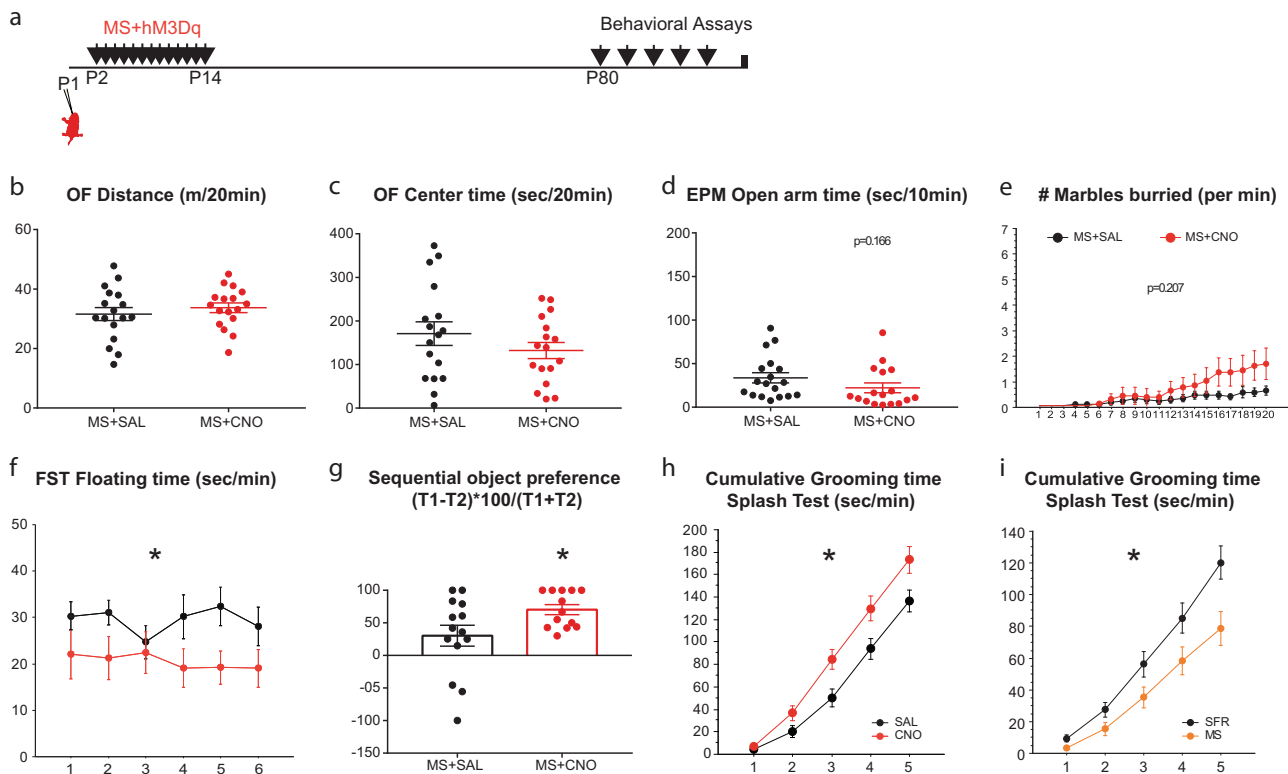 a
MS+hM3Dq
Behavioral Assays
P1
P2
P14
P80
b
OF Distance (m/20min)
60
40
20
0
MS+SAL
MS+CNO
c
OF Center time (sec/20min)
400
300
200
100
0
MS+SAL
MS+CNO
d
EPM Open arm time (sec/10min)
p=0.166
200
150
100
50
0
MS+SAL
MS+CNO
e
# Marbles burried (per min)
MS+SAL
MS+CNO
p=0.207
7
6
5
4
3
2
1
0
1 2 3 4 5 6 7 8 9 10 11 12 13 14 15 16 17 18 19 20
f
FST Floating time (sec/min)
*
50
40
30
20
10
0
1 2 3 4 5 6
g
Sequential object preference
(T1-T2)*100/(T1+T2)
*
100
50
0
-05
-100
-150
MS+SAL
MS+CNO
h
Cumulative Grooming time
Splash Test (sec/min)
*
200
180
160
140
120
100
80
60
40
20
0
SAL
CNO
1 2 3 4 5
i
Cumulative Grooming time
Splash Test (sec/min)
*
140
120
100
80
60
40
20
0
SFR
MS
1 2 3 4 5